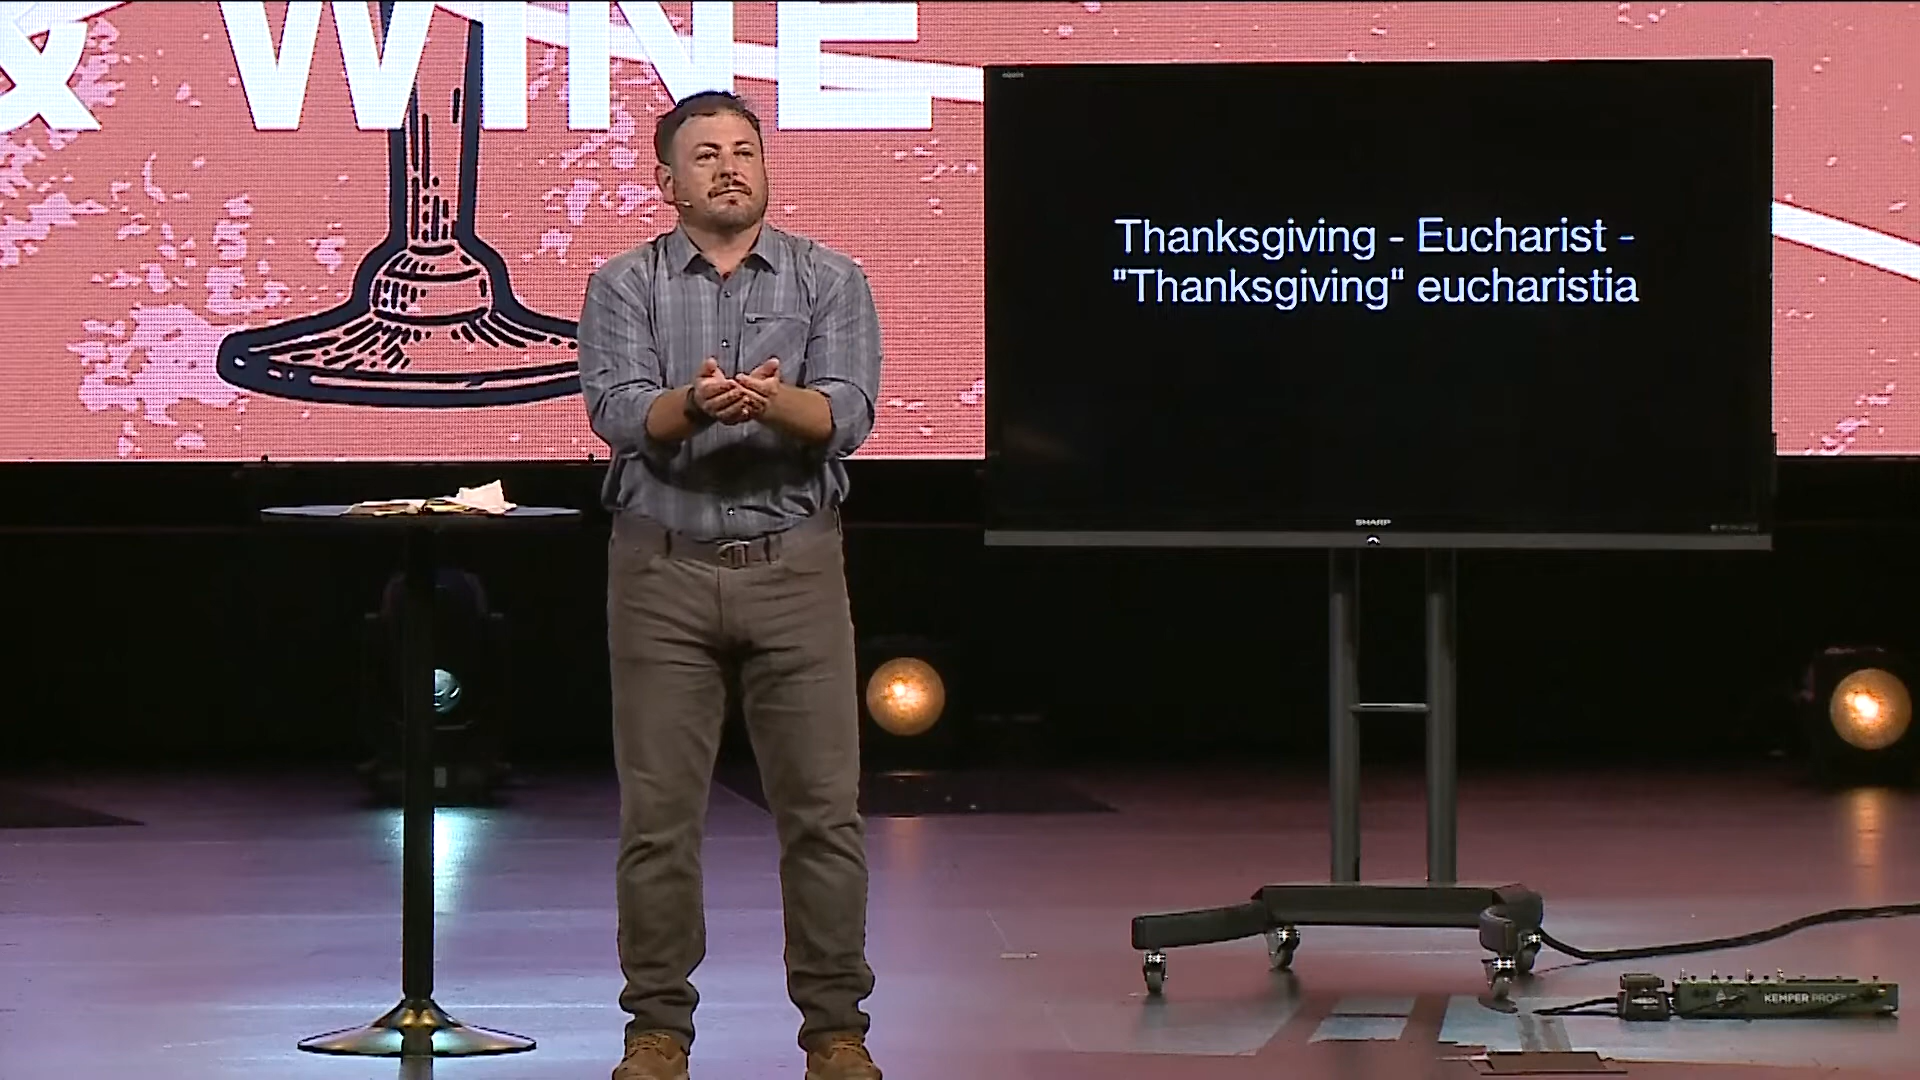 & WINE
Thanksgiving - Eucharist -
"Thanksgiving" eucharistia
SHARP
KEMPER